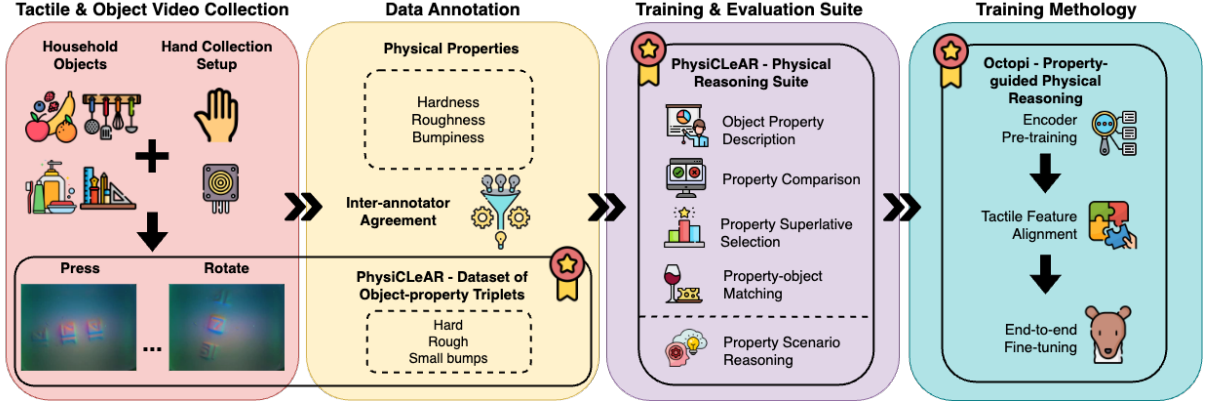 Tactile & Object Video Collection
Household
Objects
Hand Collection
Setup
Press
Rotate
...
Data Annotation
Physical Properties
Hardness
Roughness
Bumpiness
Inter-annotator
Agreement
PhysiCLeAR - Dataset of
Object-property Triplets
Hard
Rough
Small bumps
Training & Evaluation Suite
PhysiCLeAR - Physical
Reasoning Suite
Object Property
Description
Property Comparison
Property Superlative
Selection
Property-object
Matching
Property Scenario
Reasoning
Training Methology
Octopi - Property-
guided Physical
Reasoning
Encoder
Pre-training
Tactile Feature
Alignment
End-to-end
Fine-tuning